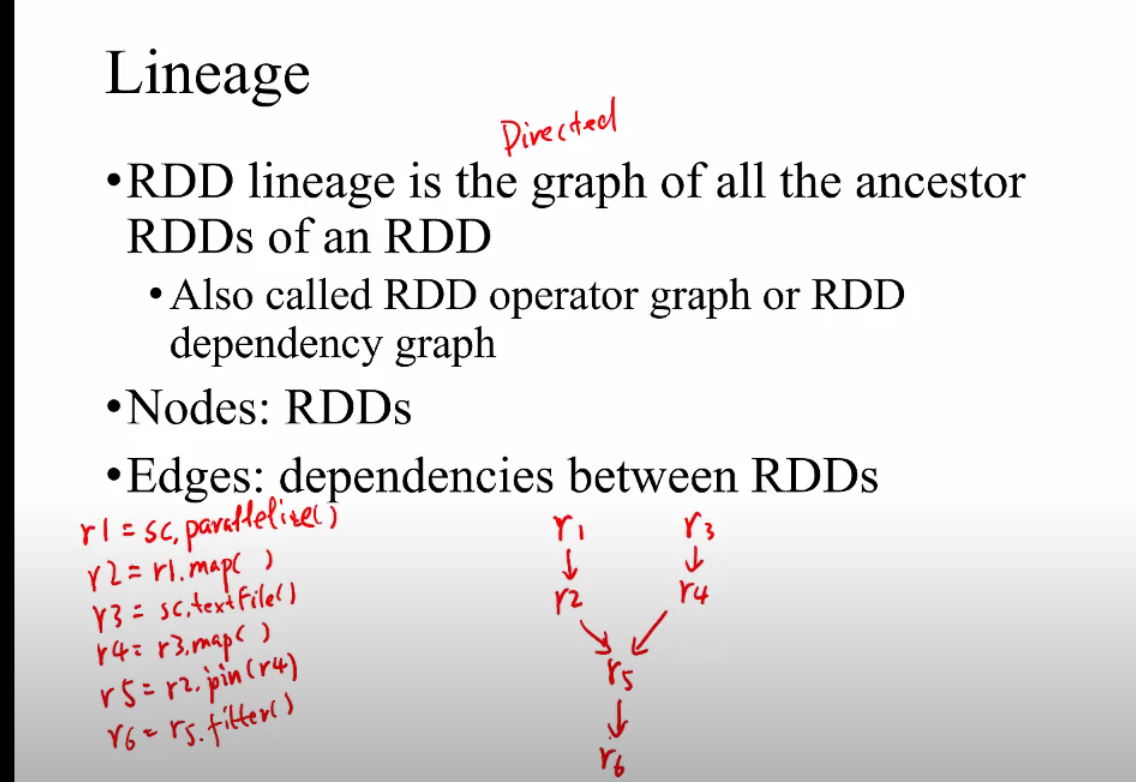 Lineage
Directed
•RDD lineage is the graph of all the ancestor
RDDs of an RDD
•Also called RDD operator graph or RDD
dependency graph
•Nodes: RDDs
•Edges: dependencies between RDDs
r1 = sc.parallelize()
r2 = r1.map( )
r3 = sc.textFile()
r4 = r3.map( )
r5 = r2.join(r4)
r6 = r5.filter()
r1 r3
r2 r4
r5
r6